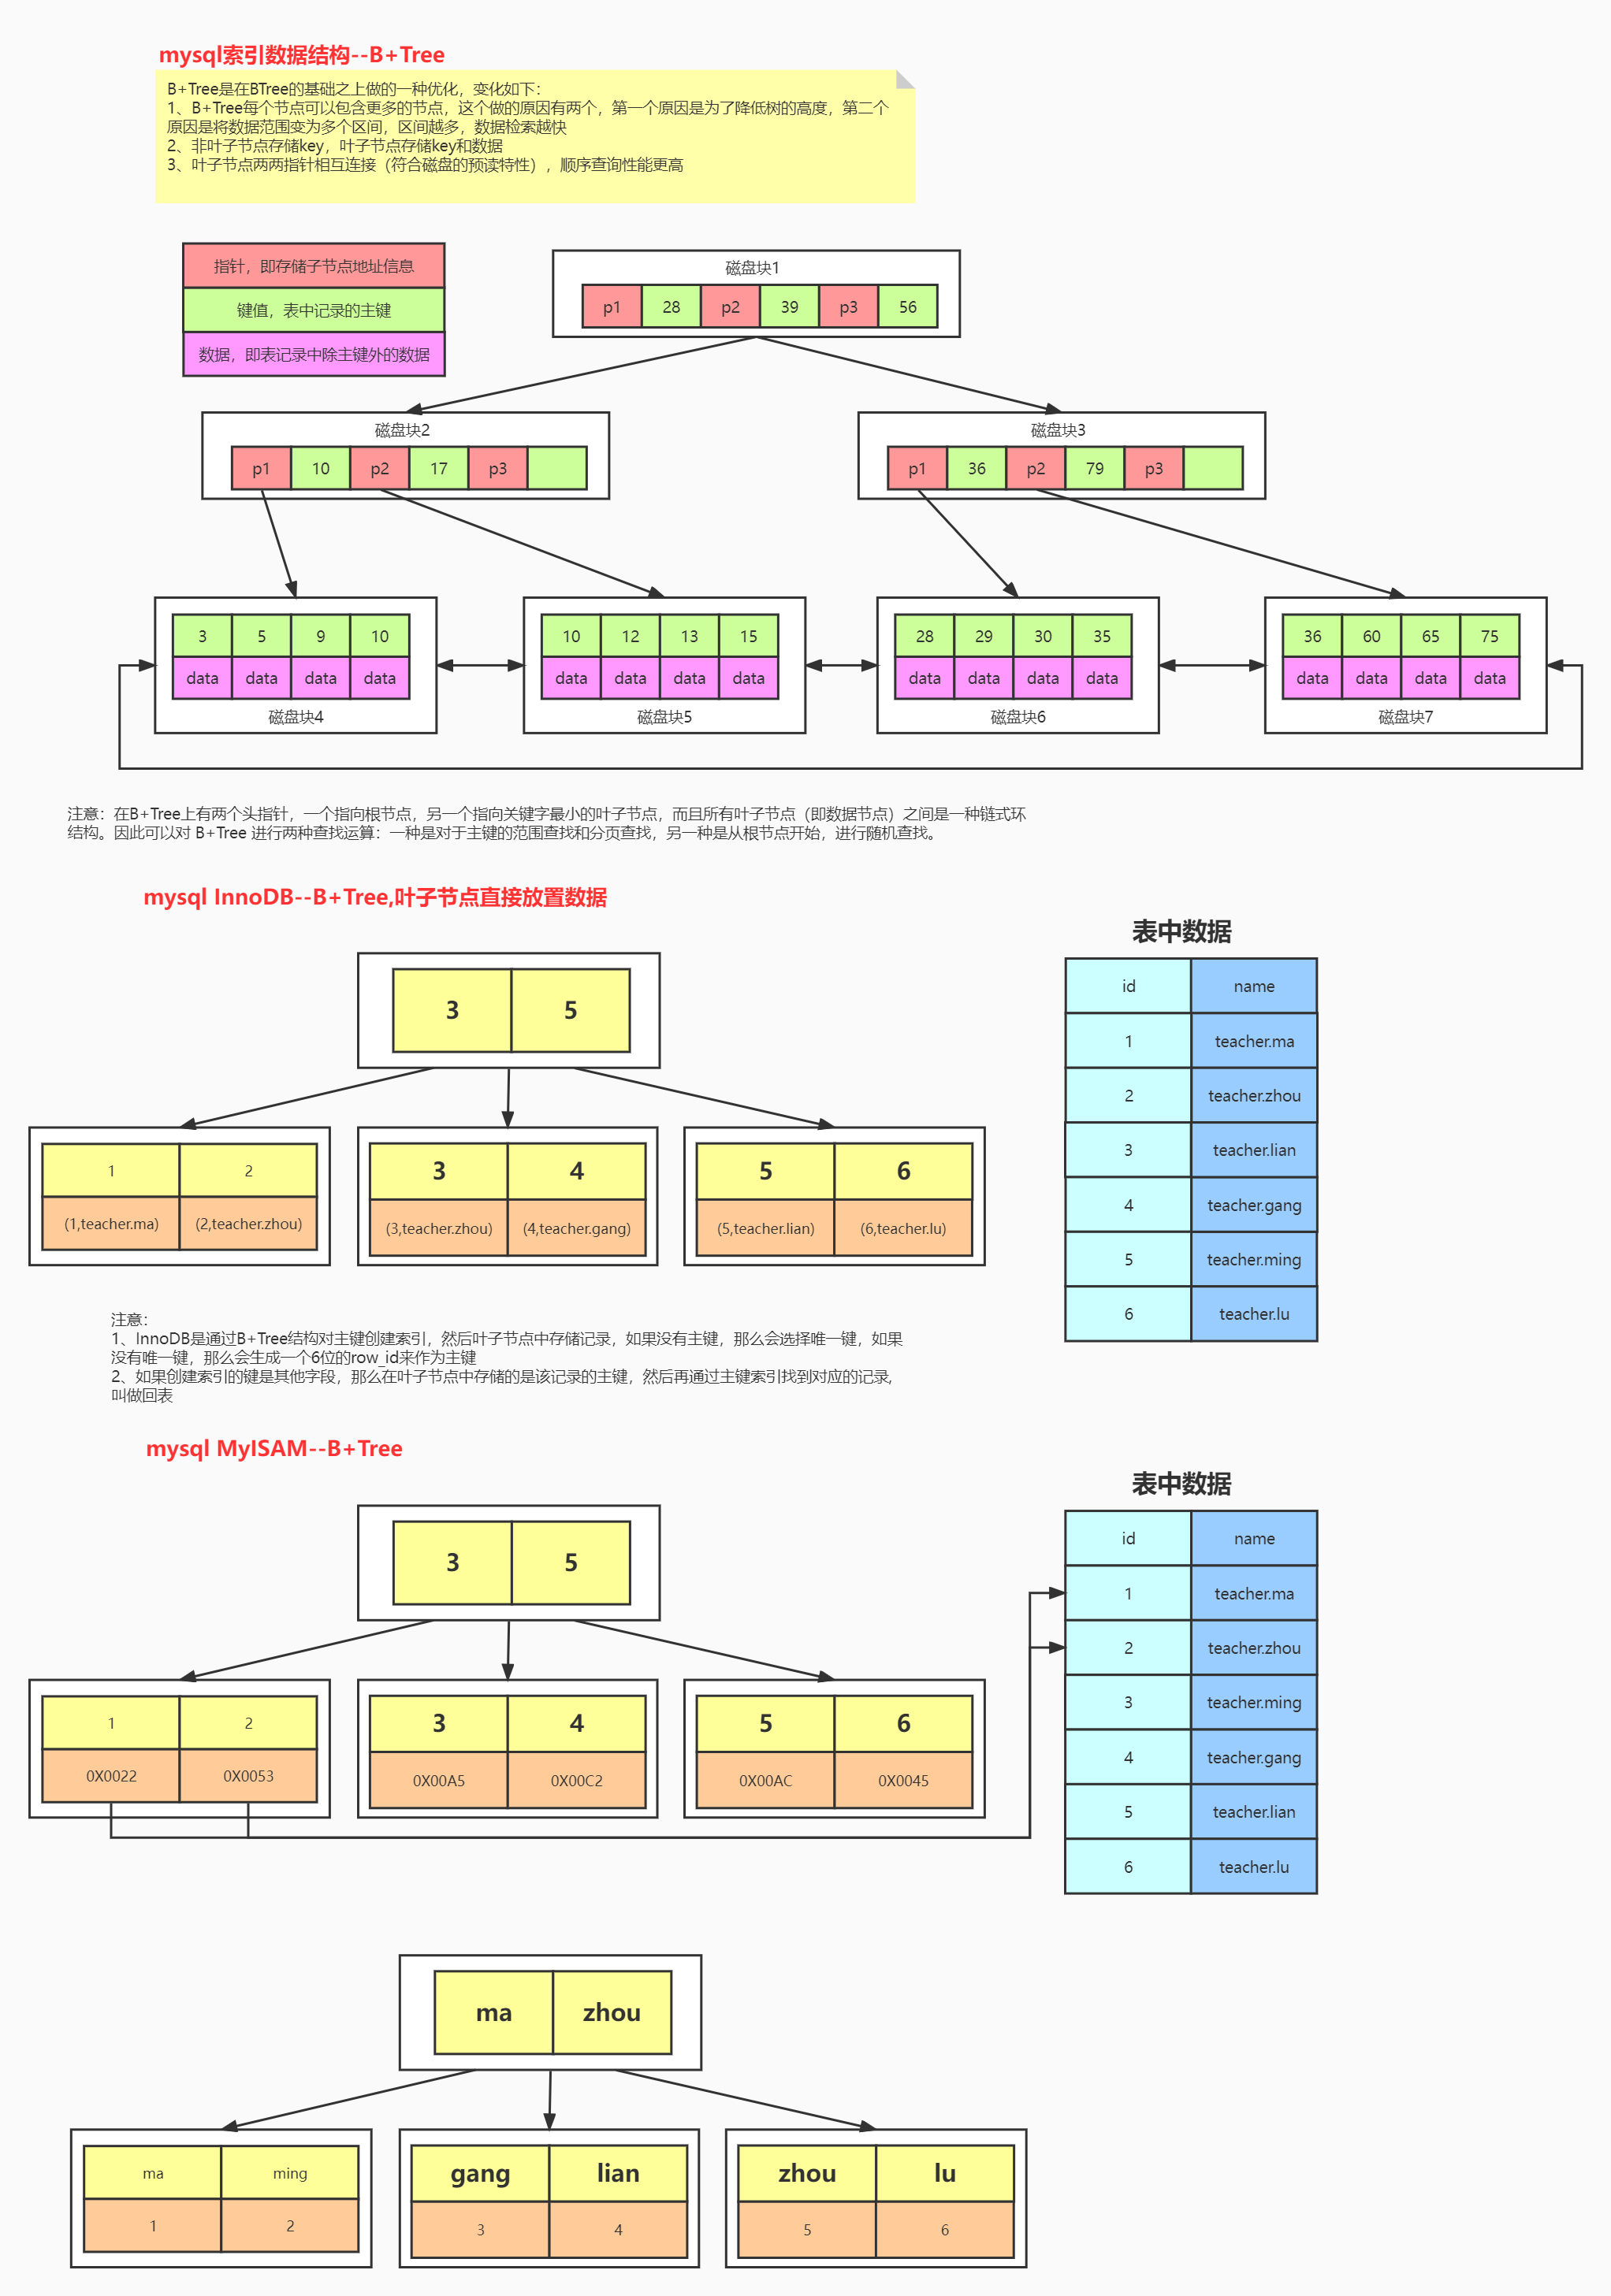 mysql索引数据结构--B+Tree
B+Tree是在BTree的基础之上做的一种优化，变化如下：
1、B+Tree每个节点可以包含更多的节点，这个做的原因有两个，第一个原因是为了降低树的高度，第二个
原因是将数据范围变为多个区间，区间越多，数据检索越快
2、非叶子节点存储key，叶子节点存储key和数据
3、叶子节点两两指针相互连接（符合磁盘的预读特性），顺序查询性能更高
指针，即存储子节点地址信息
键值，表中记录的主键
数据，即表记录中除主键外的数据
磁盘块1
p1 28 p2 39 p3 56
磁盘块2
p1 10 p2 17 p3
磁盘块3
p1 36 p2 79 p3
3 5 9 10
data data data data
磁盘块4
10 12 13 15
data data data data
磁盘块5
28 29 30 35
data data data data
磁盘块6
36 60 65 75
data data data data
磁盘块7
注意：在B+Tree上有两个头指针，一个指向根节点，另一个指向关键字最小的叶子节点，而且所有叶子节点（即数据节点）之间是一种链式环
结构。因此可以对 B+Tree 进行两种查找运算：一种是对于主键的范围查找和分页查找，另一种是从根节点开始，进行随机查找。
mysql InnoDB--B+Tree,叶子节点直接放置数据
3 5
1 2
(1,teacher.ma) (2,teacher.zhou)
3 4
(3,teacher.zhou) (4,teacher.gang)
5 6
(5,teacher.lian) (6,teacher.lu)
表中数据
id name
1 teacher.ma
2 teacher.zhou
3 teacher.lian
4 teacher.gang
5 teacher.ming
6 teacher.lu
注意：
1、InnoDB是通过B+Tree结构对主键创建索引，然后叶子节点中存储记录，如果没有主键，那么会选择唯一键，如果
没有唯一键，那么会生成一个6位的row_id来作为主键
2、如果创建索引的键是其他字段，那么在叶子节点中存储的是该记录的主键，然后再通过主键索引找到对应的记录,
叫做回表
mysql MyISAM--B+Tree
3 5
1 2
0X0022 0X0053
3 4
0X00A5 0X00C2
5 6
0X00AC 0X0045
表中数据
id name
1 teacher.ma
2 teacher.zhou
3 teacher.ming
4 teacher.gang
5 teacher.lian
6 teacher.lu
ma zhou
ma ming
1 2
gang lian
3 4
zhou lu
5 6